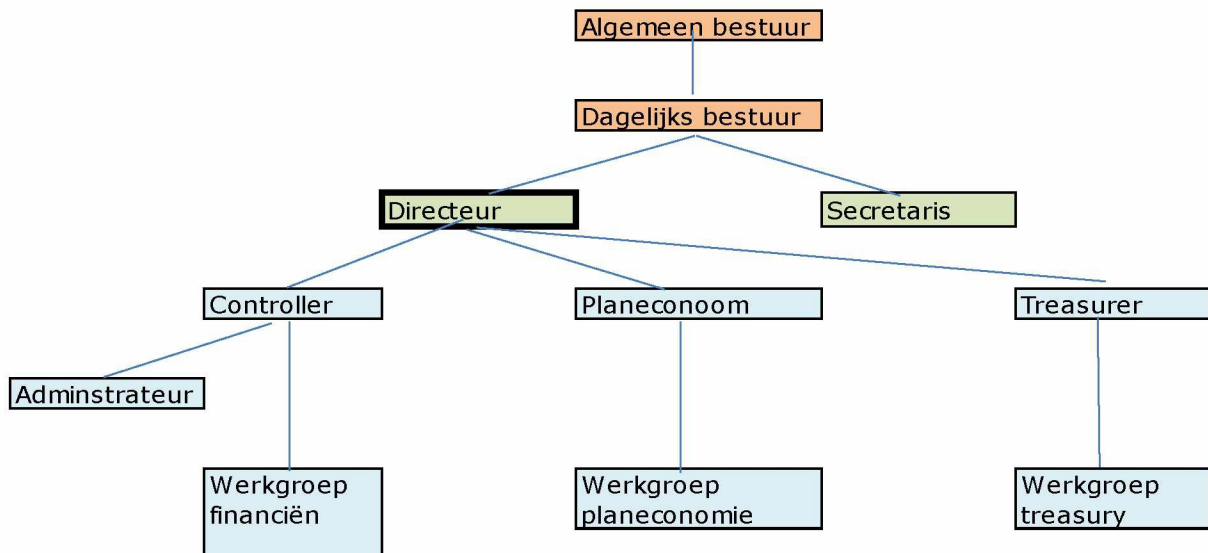 Algemeen bestuur
Dagelijks bestuur
Directeur
Secretaris
Controller
Planeconoom
Treasurer
Adminstrateur
Werkgroep
financiën
Werkgroep
planeconomie
Werkgroep
treasury